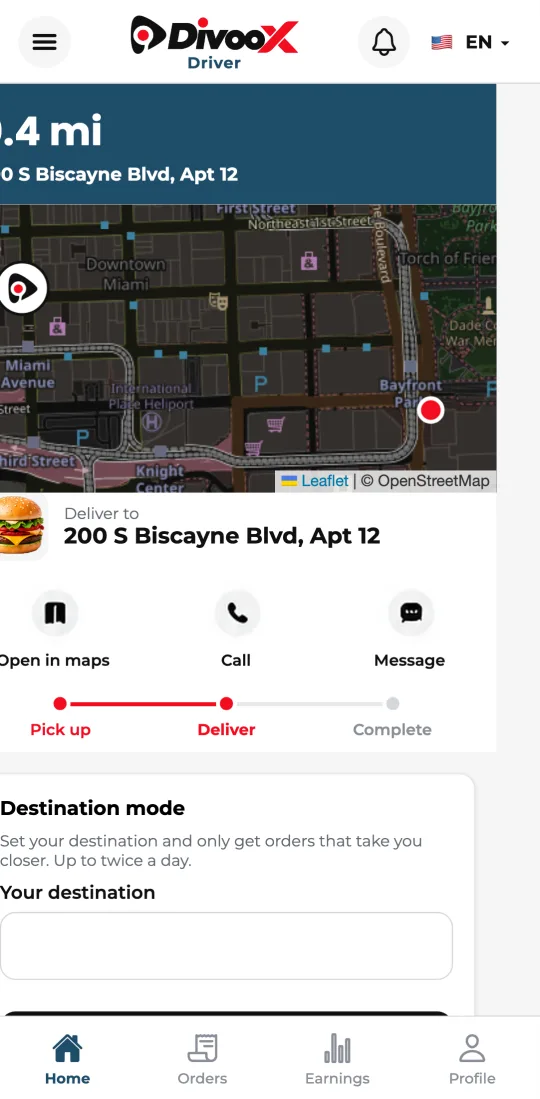 DivooX
Driver
EN
.4 mi
0 S Biscayne Blvd, Apt 12
First Street
Northeast 1st Street
Downtown
Miami
Torch of Frien
Dade Co
War Mem
Miami
Avenue
International
Place Heliport
Bayfront
Park
Street
P
P
P
H
hird Street
Knight
Center
Leaflet | © OpenStreetMap
Deliver to
200 S Biscayne Blvd, Apt 12
Open in maps
Call
Message
Pick up
Deliver
Complete
Destination mode
Set your destination and only get orders that take you
closer. Up to twice a day.
Your destination
Home
Orders
Earnings
Profile